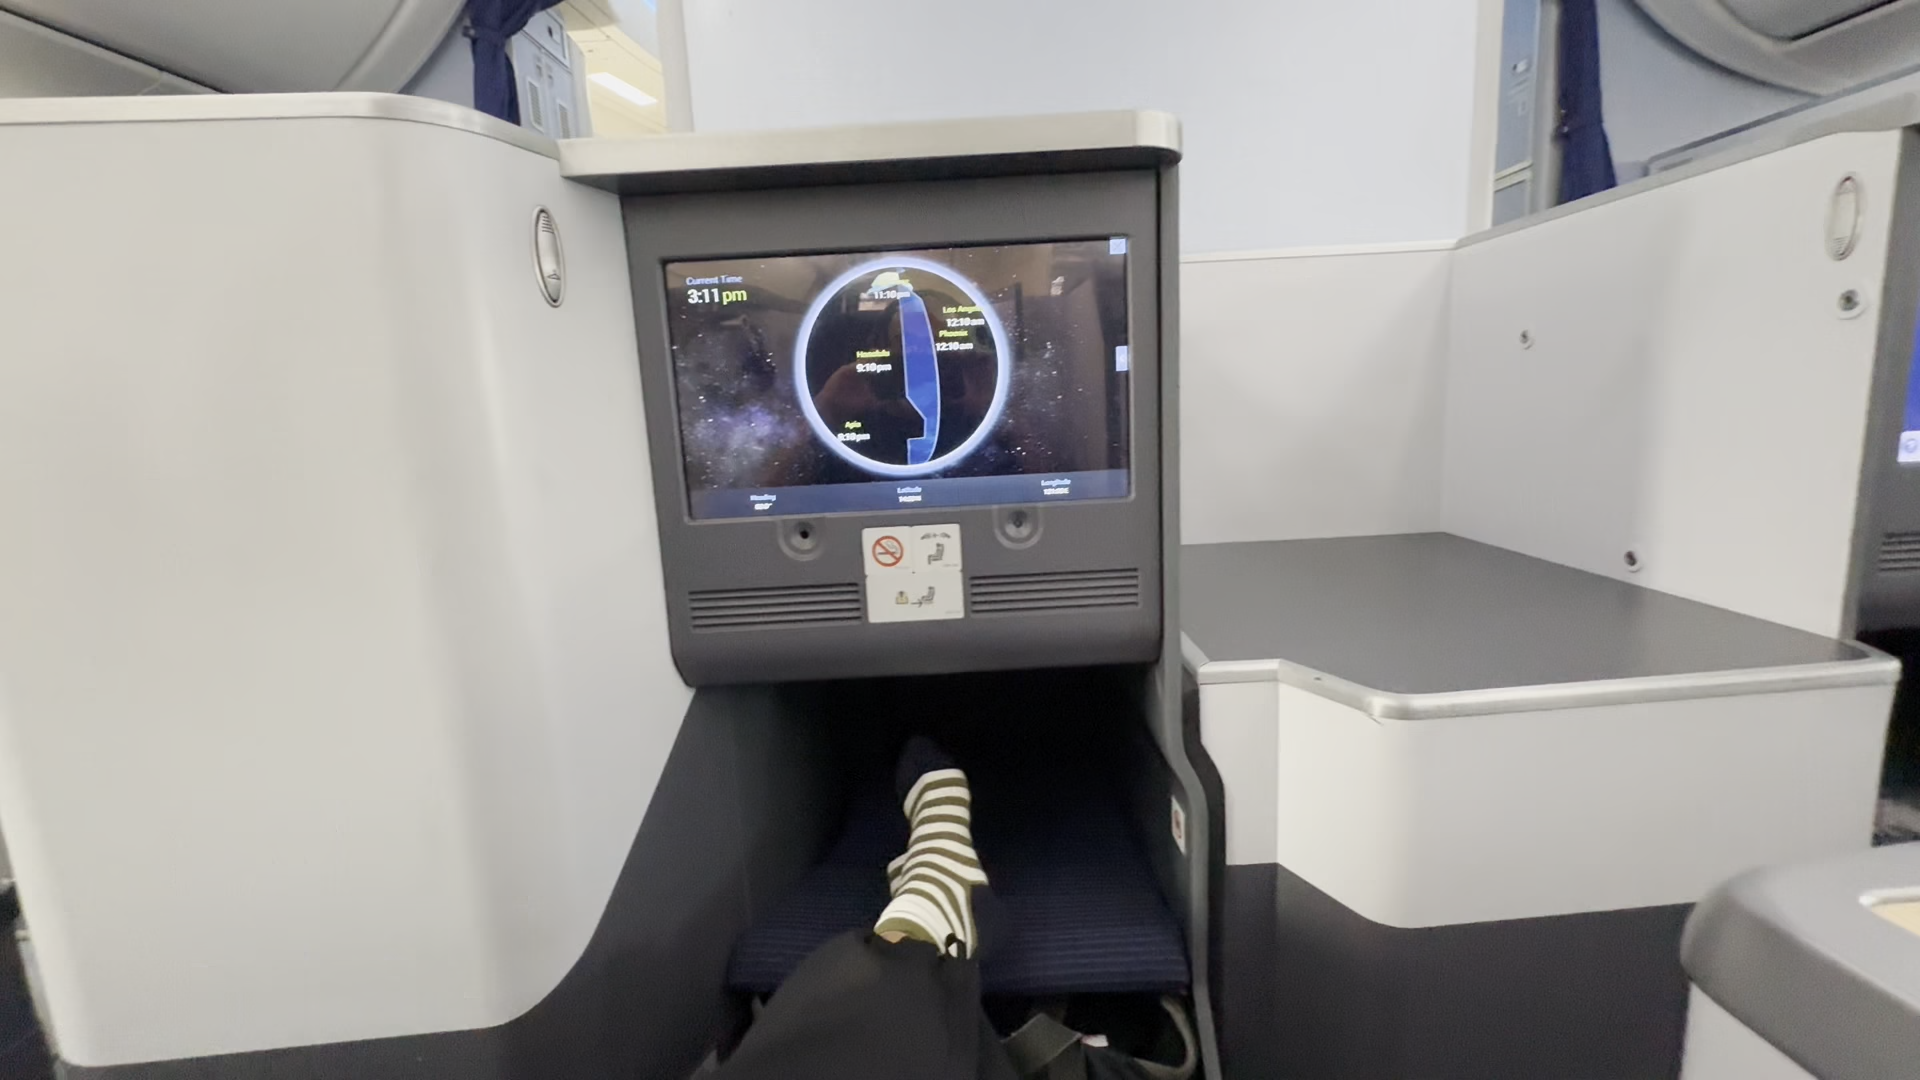 Current Time
3:11 pm
11:10 pm
Los Angeles
12:10 am
Phoenix
12:10 am
Honolulu
9:10 pm
Apia
Heading
Latitude
Longitude